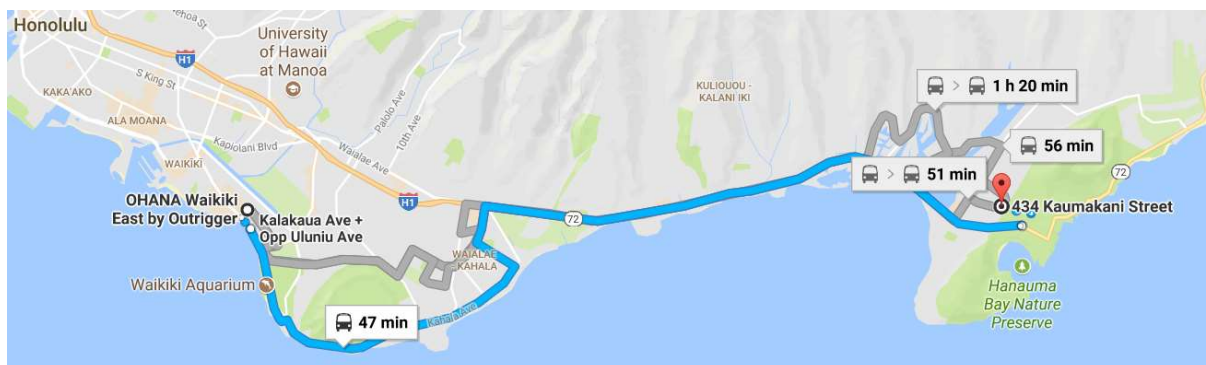 Honolulu
University
of Hawaii
at Manoa
H1
S King St
KAKA'AKO
ALA MOANA
Kapiolani Blvd
WAIKIKI
Waialae Ave
Palolo Ave
10th Ave
KULIOUOU -
KALANI IKI
1 h 20 min
56 min
51 min
72
434 Kaumakani Street
OHANA Waikiki
East by Outrigger
Kalakaua Ave +
Opp Uluniu Ave
H1
72
WAIALAE
- KAHALA
Waikiki Aquarium
Kahala Ave
47 min
Hanauma
Bay Nature
Preserve
72